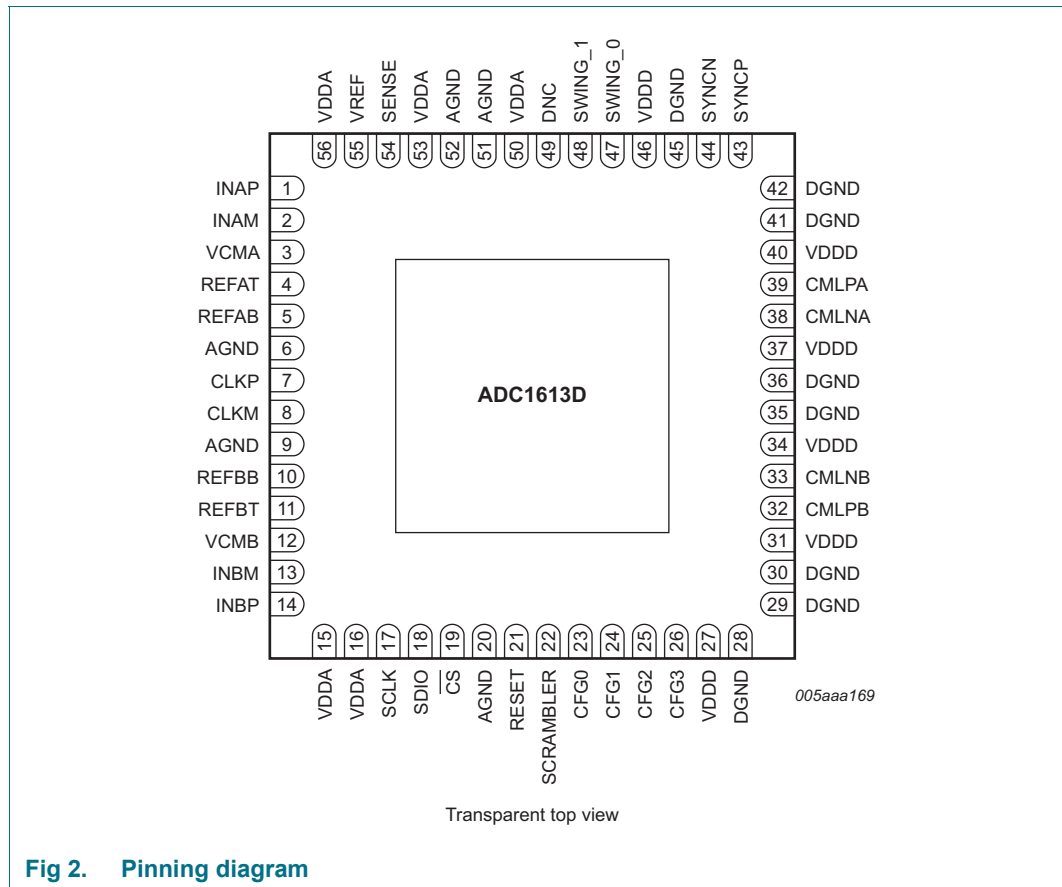 VDDA
VREF
SENSE
VDDA
AGND
AGND
VDDA
DNC
SWING_1
SWING_0
VDDD
DGND
SYNCN
SYNCP
56
55
54
53
52
51
50
49
48
47
46
45
44
43
INAP 1
INAM 2
VCMA 3
REFAT 4
REFAB 5
AGND 6
CLKP 7
CLKM 8
AGND 9
REFBB 10
REFBT 11
VCMB 12
INBM 13
INBP 14
ADC1613D
42 DGND
41 DGND
40 VDDD
39 CMLPA
38 CMLNA
37 VDDD
36 DGND
35 DGND
34 VDDD
33 CMLNB
32 CMLPB
31 VDDD
30 DGND
29 DGND
15
16
17
18
19
20
21
22
23
24
25
26
27
28
VDDA
VDDA
SCLK
SDIO
CS
AGND
RESET
SCRAMBLER
CFG0
CFG1
CFG2
CFG3
VDDD
DGND
005aaa169
Transparent top view
Fig 2. Pinning diagram